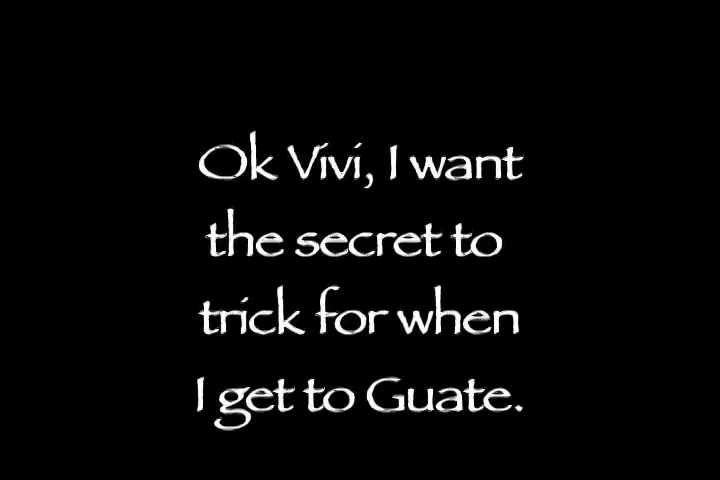 Ok Vivi, I want
the secret to
trick for when
I get to Guate.